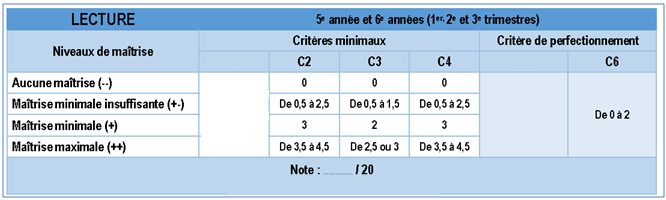 LECTURE 5e année et 6e années (1er, 2e et 3e trimestres)
Niveaux de maîtrise Critères minimaux Critère de perfectionnement
C2 C3 C4 C6
Aucune maîtrise (--) 0 0 0
Maîtrise minimale insuffisante (+-) De 0,5 à 2,5 De 0,5 à 1,5 De 0,5 à 2,5 De 0 à 2
Maîtrise minimale (+) 3 2 3
Maîtrise maximale (++) De 3,5 à 4,5 De 2,5 ou 3 De 3,5 à 4,5
Note : ............. / 20